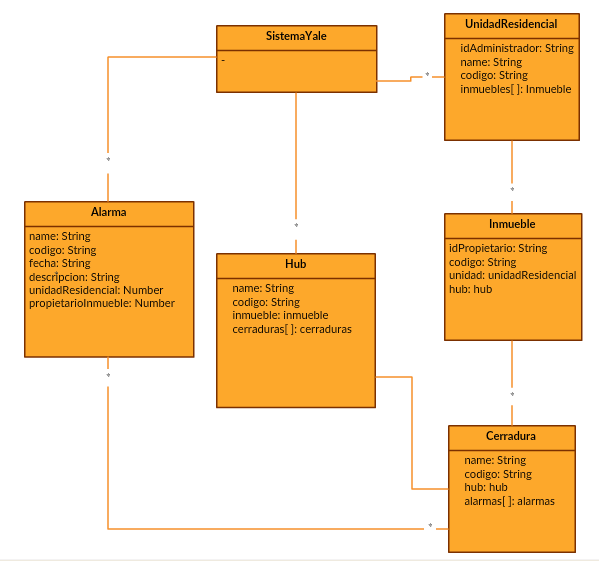 SistemaYale
-
UnidadResidencial
idAdministrador: String
name: String
codigo: String
inmuebles[ ]: Inmueble
*
*
*
*
Alarma
name: String
codigo: String
fecha: String
descrIpcion: String
unidadResidencial: Number
propietarioInmueble: Number
Hub
name: String
codigo: String
inmueble: inmueble
cerraduras[ ]: cerraduras
Inmueble
idPropietario: String
codigo: String
unidad: unidadResidencial
hub: hub
*
*
Cerradura
name: String
codigo: String
hub: hub
alarmas[ ]: alarmas
*